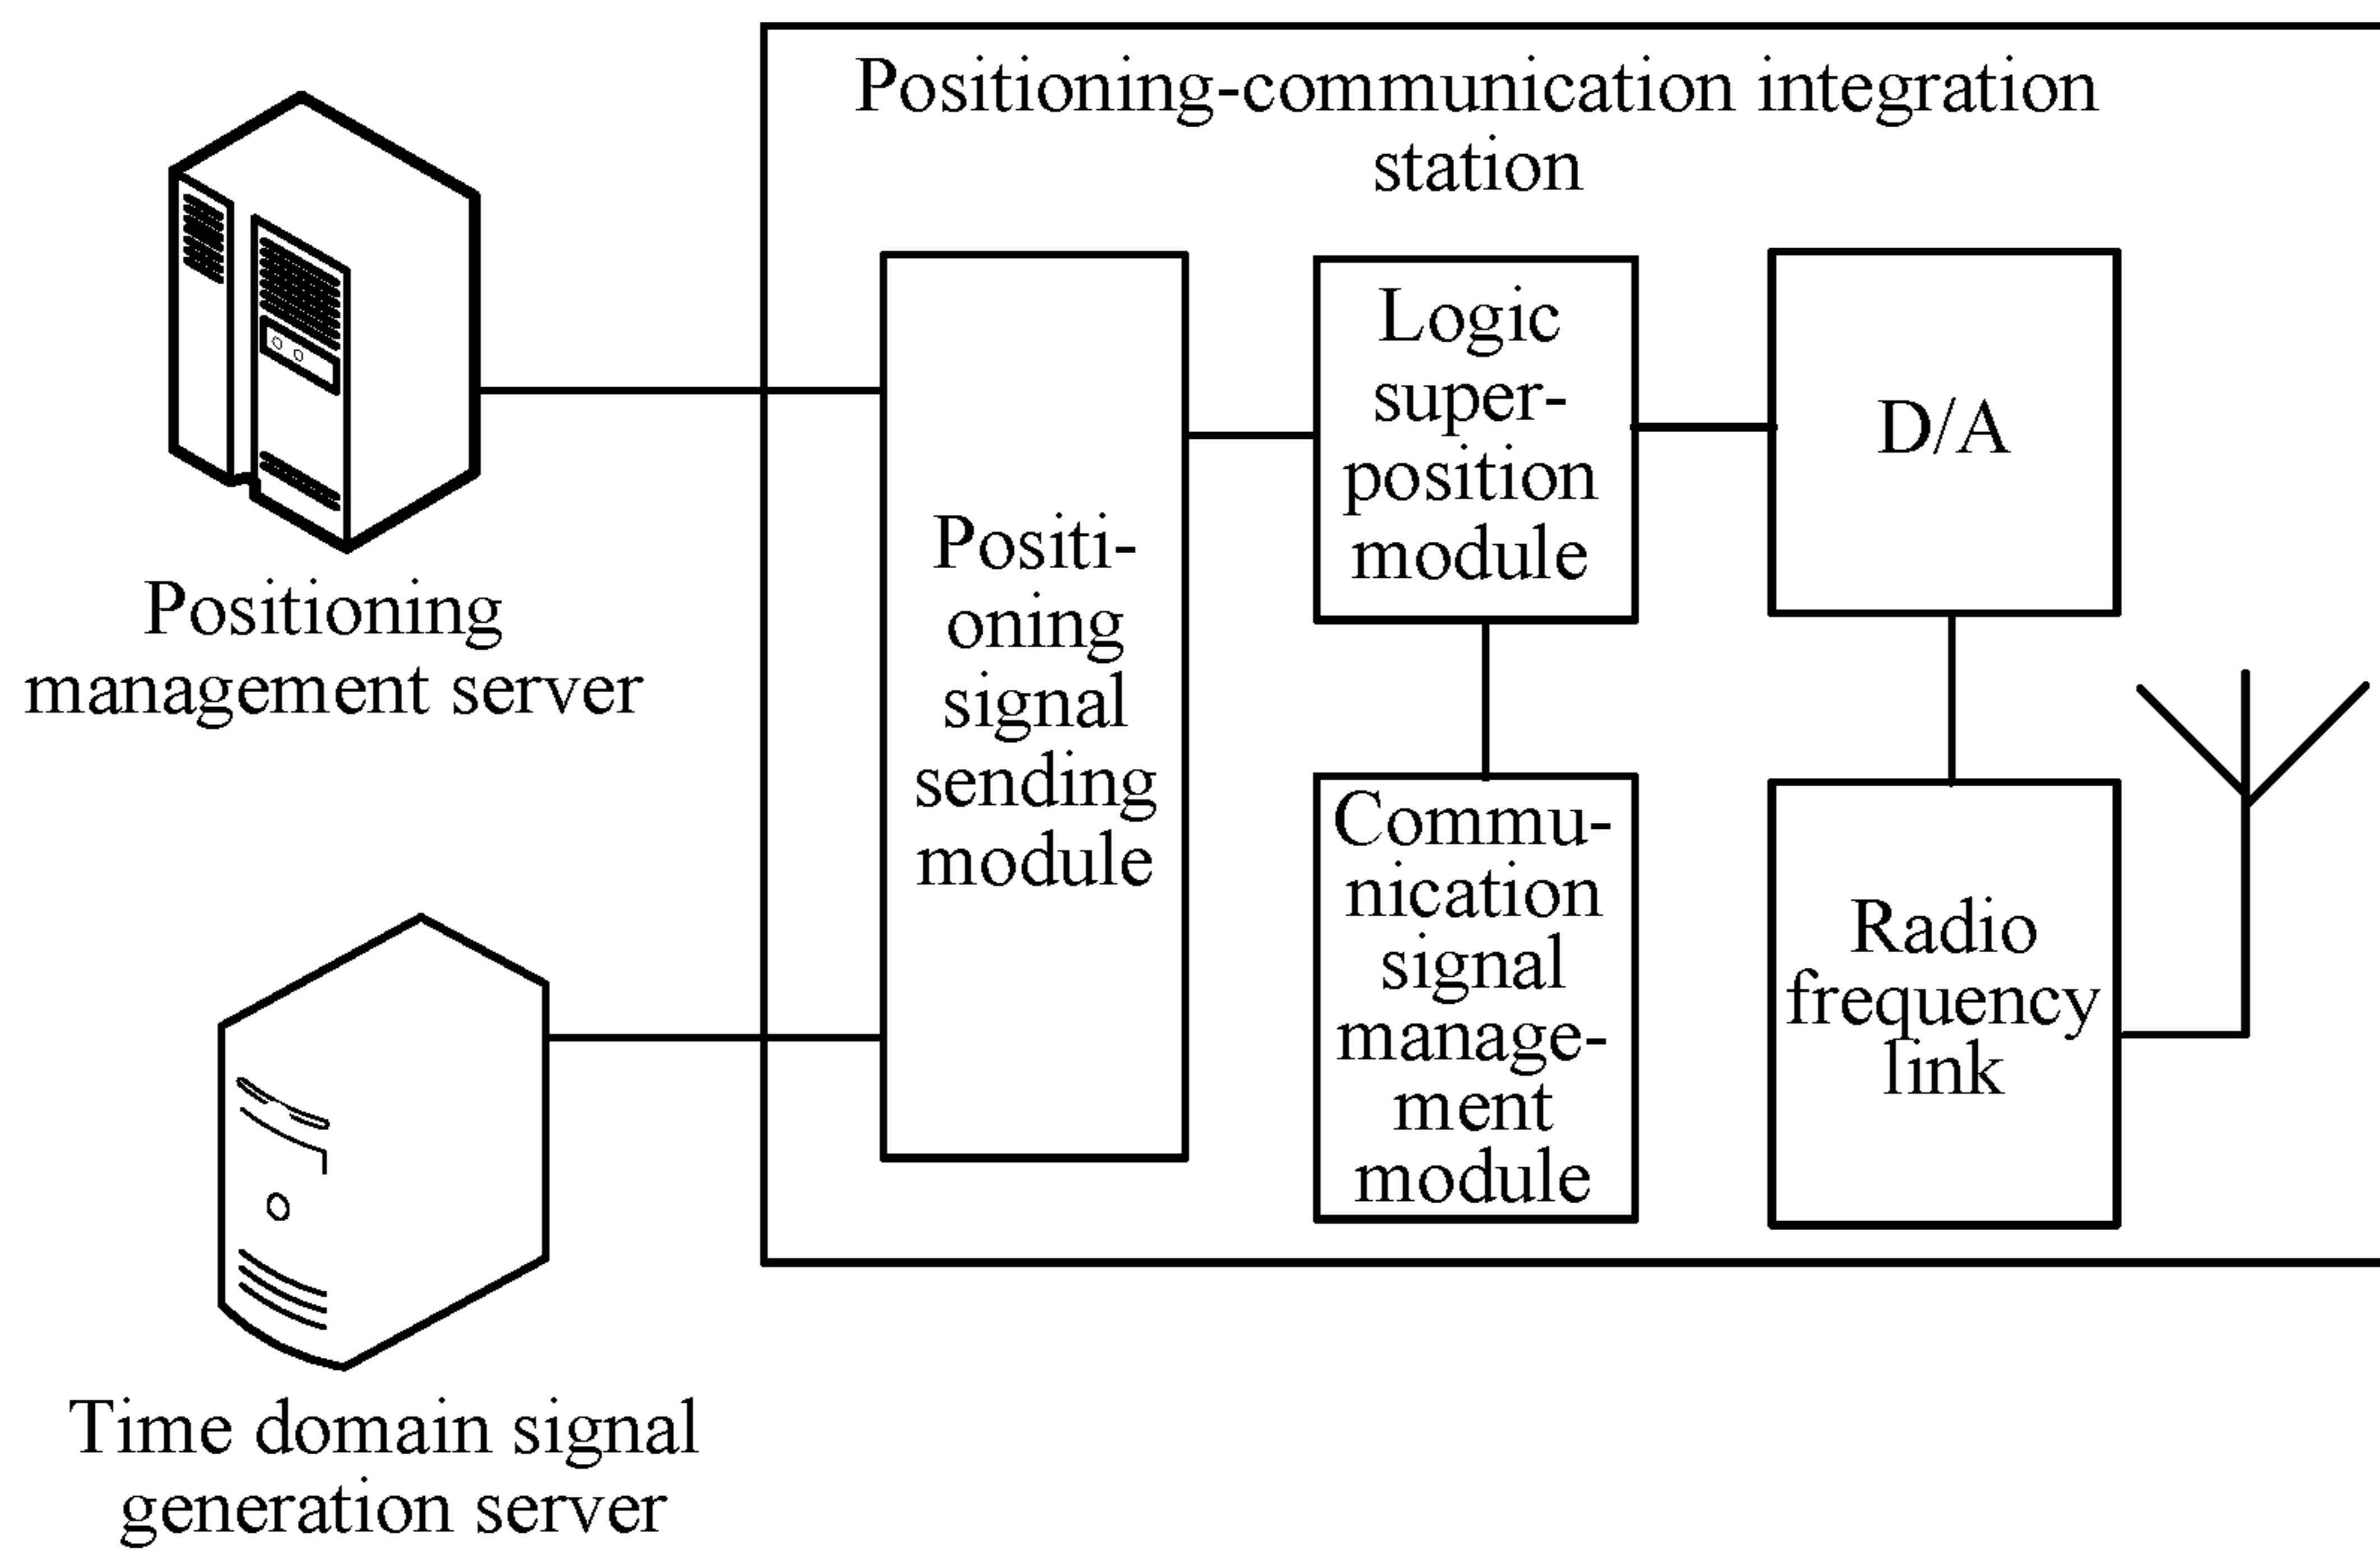 Positioning-communication integration
station
Positioning
management server
Time domain signal
generation server
Positi-
oning
signal
sending
module
Logic
super-
position
module
Commu-
nication
signal
manage-
ment
module
D/A
Radio
frequency
link